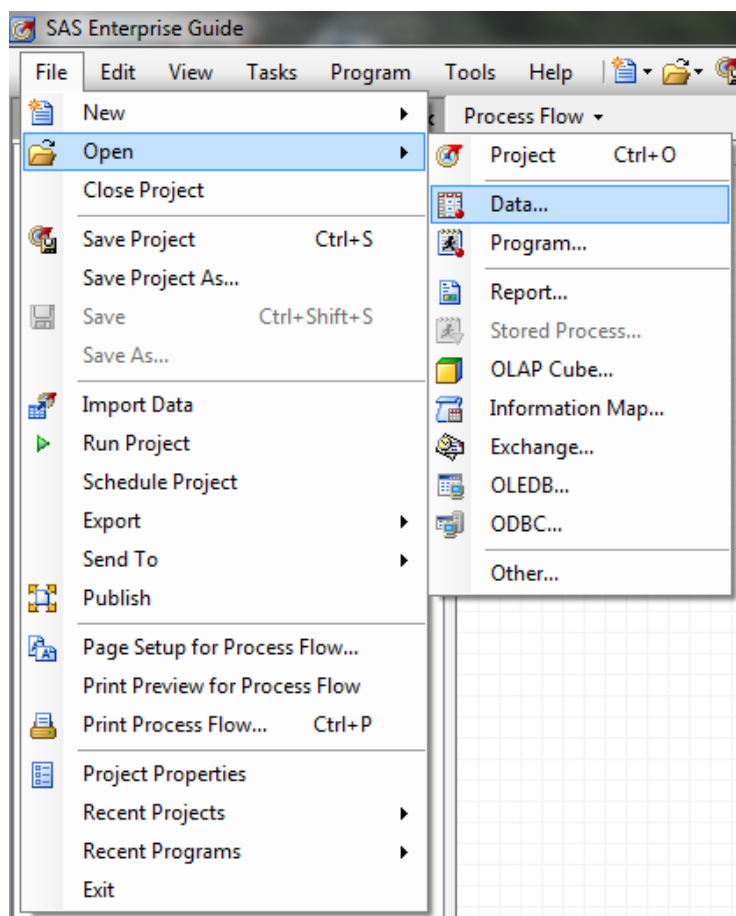 SAS Enterprise Guide
File Edit View Tasks Program Tools Help
Process Flow
New
Open
Close Project
Save Project Ctrl+S
Save Project As...
Save Ctrl+Shift+S
Save As...
Import Data
Run Project
Schedule Project
Export
Send To
Publish
Page Setup for Process Flow...
Print Preview for Process Flow
Print Process Flow... Ctrl+P
Project Properties
Recent Projects
Recent Programs
Exit
Project Ctrl+O
Data...
Program...
Report...
Stored Process...
OLAP Cube...
Information Map...
Exchange...
OLEDB...
ODBC...
Other...